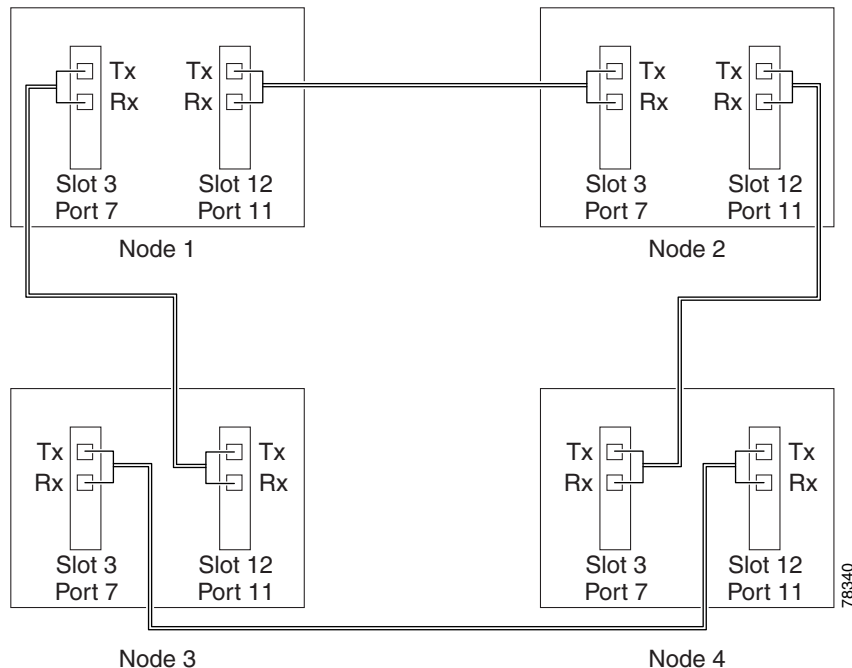 Tx
Rx
Slot 3
Port 7
Tx
Rx
Slot 12
Port 11
Node 1
Tx
Rx
Slot 3
Port 7
Tx
Rx
Slot 12
Port 11
Node 2
Tx
Rx
Slot 3
Port 7
Tx
Rx
Slot 12
Port 11
Node 3
Tx
Rx
Slot 3
Port 7
Tx
Rx
Slot 12
Port 11
Node 4
78340